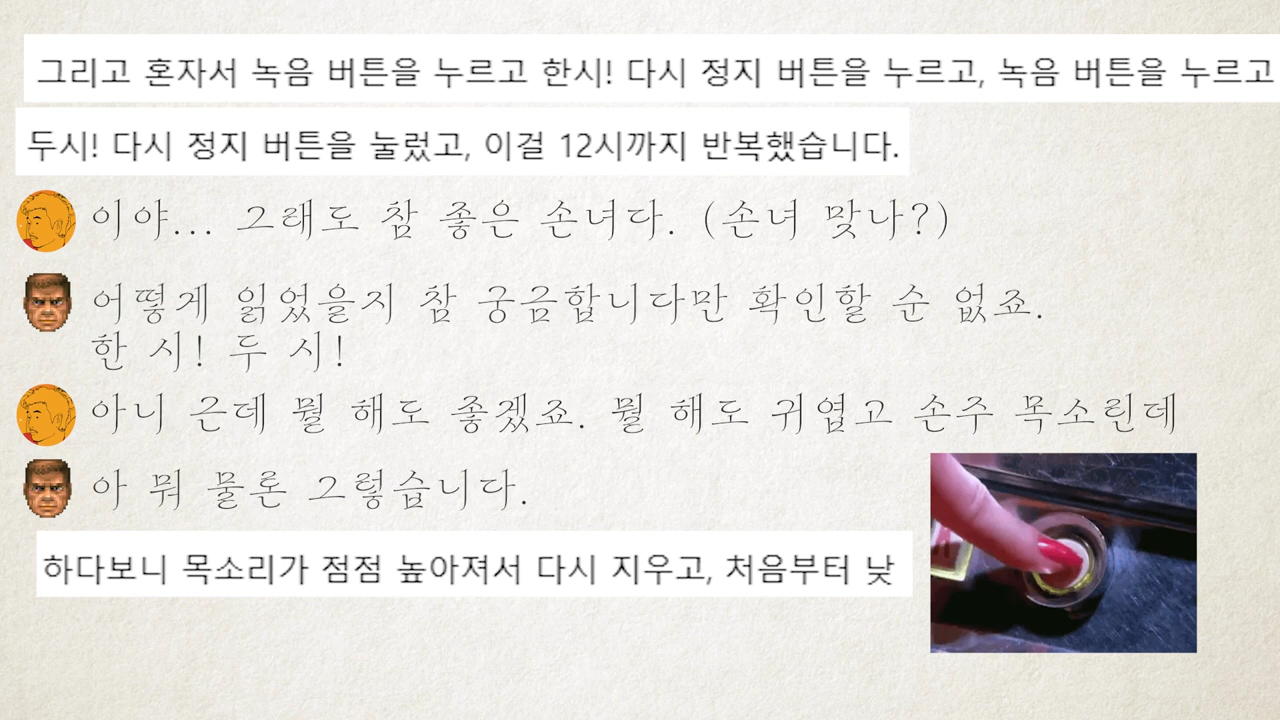 그리고 혼자서 녹음 버튼을 누르고 한시! 다시 정지 버튼을 누르고, 녹음 버튼을 누르고
두시! 다시 정지 버튼을 눌렀고, 이걸 12시까지 반복했습니다.
이야... 그래도 참 좋은 손녀다. (손녀 맞나?)
어떻게 읽었을지 참 궁금합니다만 확인할 순 없죠.
한 시! 두 시!
아니 근데 뭘 해도 좋겠죠. 뭘 해도 귀엽고 손주 목소린데
아 뭐 물론 그렇습니다.
하다보니 목소리가 점점 높아져서 다시 지우고, 처음부터 낮